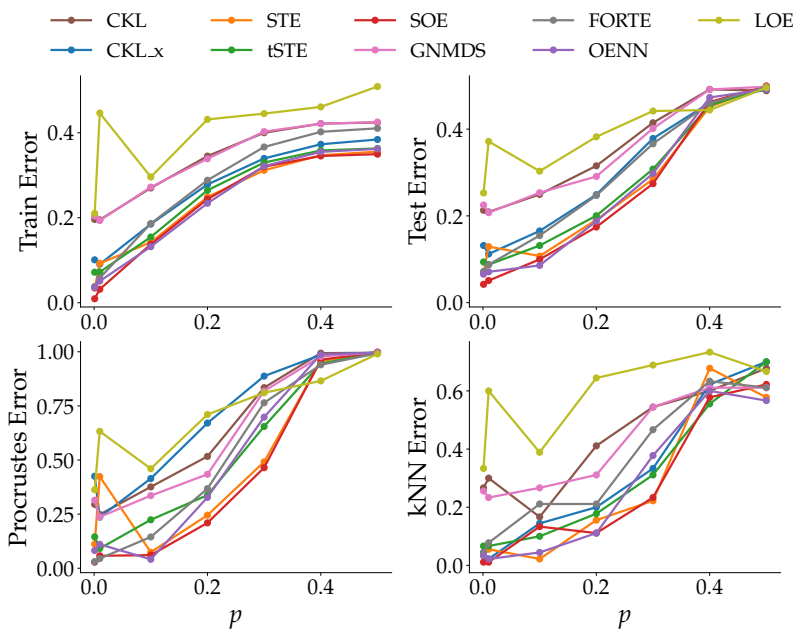 CKL STE SOE FORTE LOE
CKL_x tSTE GNMDS OENN
Train Error
0.4
0.2
0.0
0.0 0.2 0.4
Test Error
0.4
0.2
0.0
0.0 0.2 0.4
Procrustes Error
1.00
0.75
0.50
0.25
0.00
0.0 0.2 0.4
p
kNN Error
0.6
0.4
0.2
0.0
0.0 0.2 0.4
p